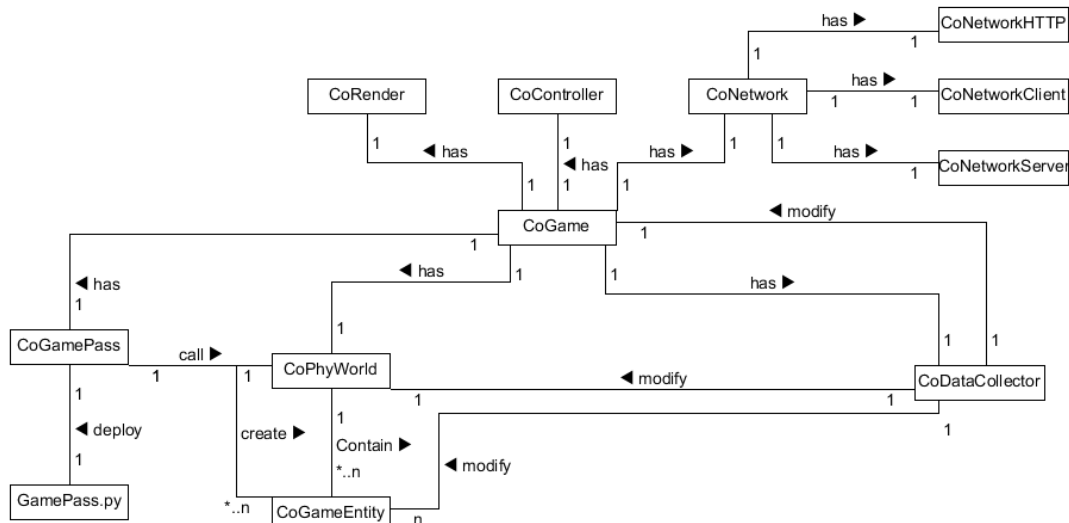 has ▶
CoNetworkHTTP
1
1
CoRender
CoController
CoNetwork
has ▶
CoNetworkClient
1
1
1
1
1
1
◀ has
◀ has
has ▶
has ▶
CoNetworkServer
1
1
1
1
CoGame
◀ modify
1
1
◀ has
1
1
◀ has
has ▶
1
1
1
1
CoGamePass
call ▶
CoPhyWorld
◀ modify
CoDataCollector
1
1
1
1
1
1
1
◀ deploy
create ▶
Contain ▶
1
*..n
◀ modify
GamePass.py
*..n
CoGameEntity
n